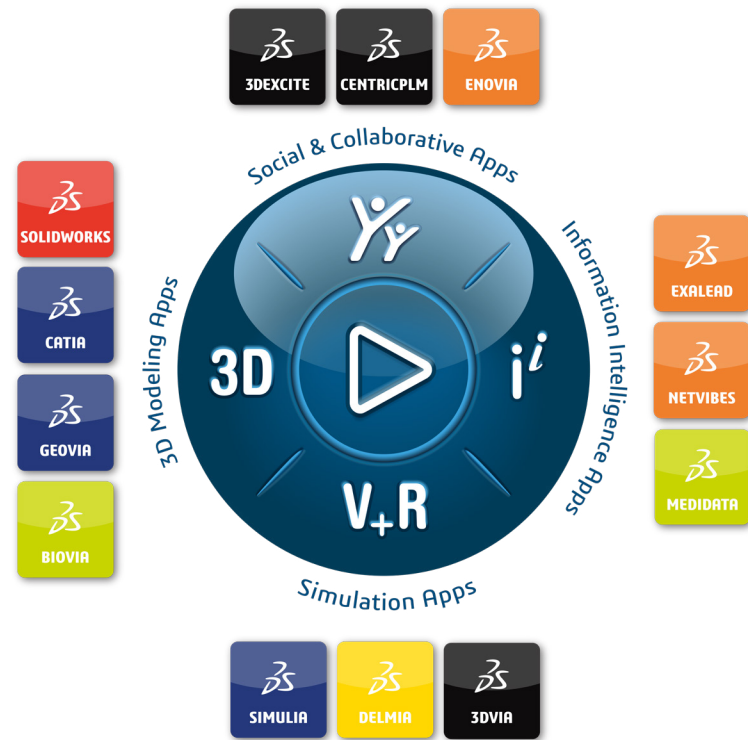 3DEXCITE
CENTRICPLM
ENOVIA
Social & Collaborative Apps
SOLIDWORKS
CATIA
GEOVIA
BIOVIA
3D Modeling Apps
3D
i i
V+R
Information Intelligence Apps
EXALEAD
NETVIBES
MEDIDATA
Simulation Apps
SIMULIA
DELMIA
3DVIA